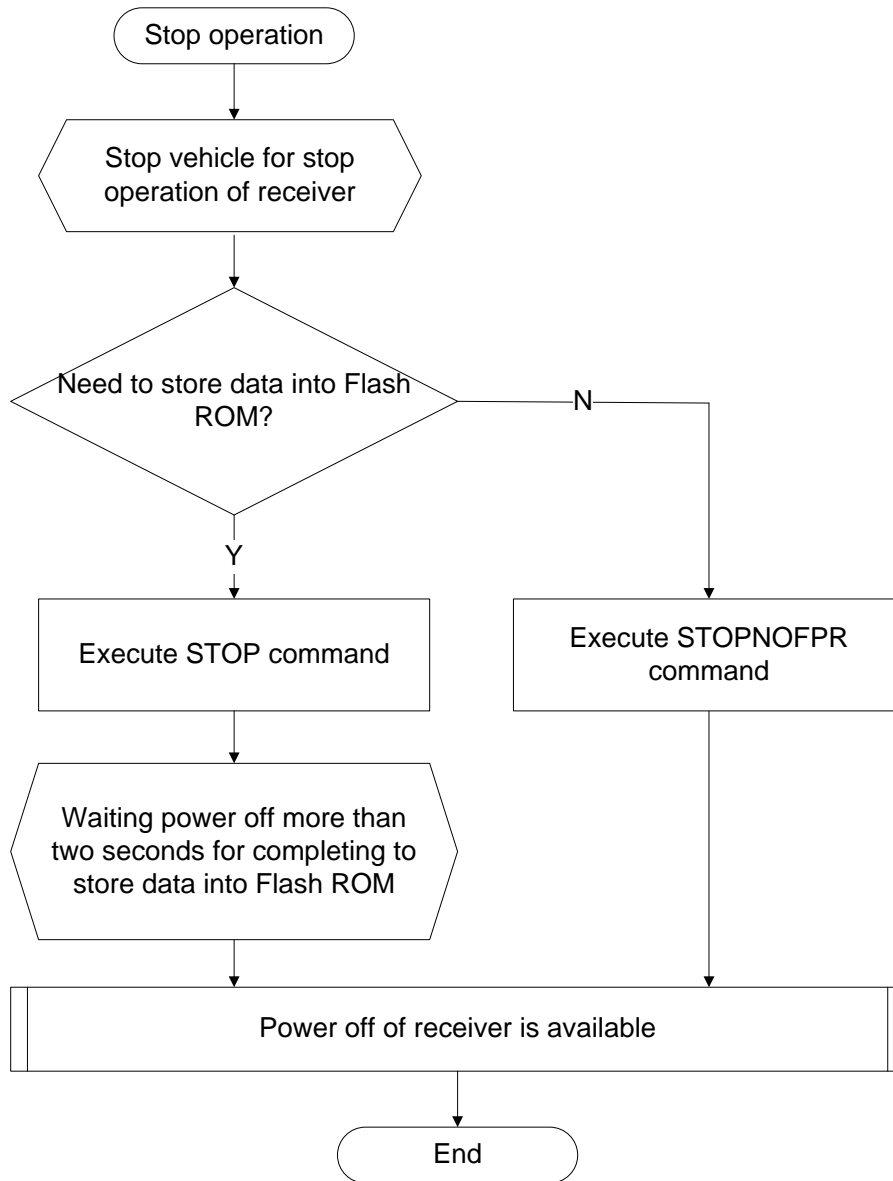 Stop operation
Stop vehicle for stop
operation of receiver
Need to store data into Flash
ROM?
N
Y
Execute STOP command
Execute STOPNOFPR
command
Waiting power off more than
two seconds for completing to
store data into Flash ROM
Power off of receiver is available
End